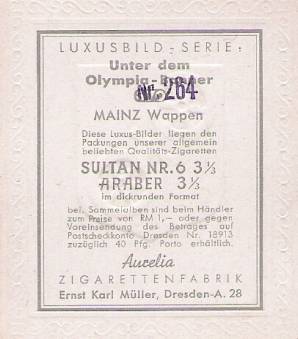 LUXUSBILD-SERIE:
Unter dem
Olympia-Banner
Nr. 264
MAINZ Wappen
Diese Luxus-Bilder liegen den
Packungen unserer allgemein
beliebten Qualitäts-Zigaretten
SULTAN NR. 6 3⅓
ARABER 3⅓
im dickrunden Format
bei. Sammelalben sind beim Händler
zum Preise von RM 1,– oder gegen
Voreinsendung des Betrages auf
Postscheckkonto Dresden Nr. 18913
zuzüglich 40 Pfg. Porto erhältlich.
Aurelia
ZIGARETTENFABRIK
Ernst Karl Müller, Dresden-A. 28